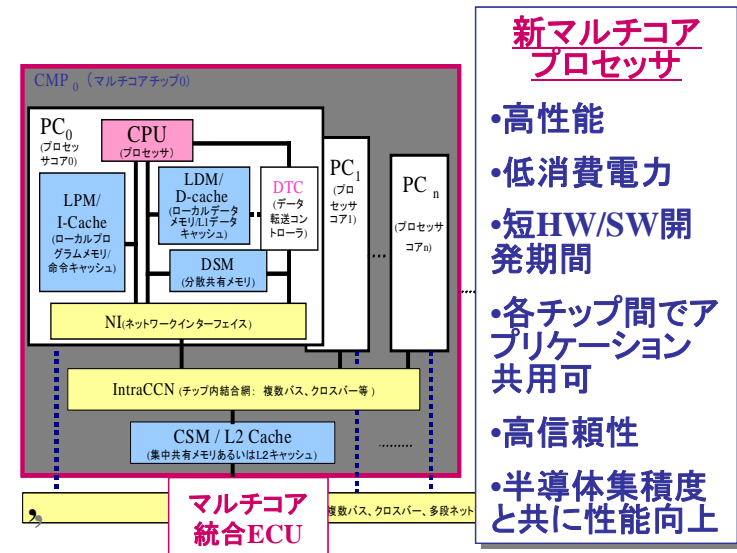 CMP0 (マルチコアチップ0)
PC0
(プロセッ
サコア0)
CPU
(プロセッサ)
LPM/
I-Cache
(ローカルプロ
グラムメモリ/
命令キャッシュ)
LDM/
D-cache
(ローカルデータ
メモリ/L1データ
キャッシュ)
DTC
(データ
転送コン
トローラ)
DSM
(分散共有メモリ)
NI(ネットワークインターフェイス)
PC1
(プロ
セッサ
コア1)
PC n
(プロセッサ
コアn)
IntraCCN (チップ内結合網: 複数バス、クロスバー等 )
CSM / L2 Cache
(集中共有メモリあるいはL2キャッシュ)
複数バス、クロスバー、多段ネット
マルチコア
統合ECU
新マルチコア
プロセッサ
•高性能
•低消費電力
•短HW/SW開
発期間
•各チップ間でア
プリケーション
共用可
•高信頼性
•半導体集積度
と共に性能向上